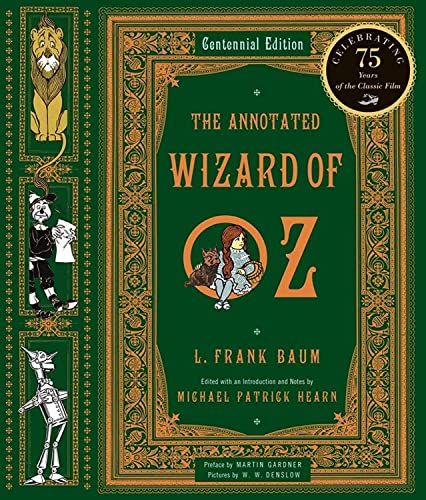 Centennial Edition
CELEBRATING
75
Years
of the Classic Film
THE ANNOTATED
WIZARD OF
OZ
L. FRANK BAUM
Edited with an Introduction and Notes by
MICHAEL PATRICK HEARN
Preface by MARTIN GARDNER
Pictures by W. W. DENSLOW